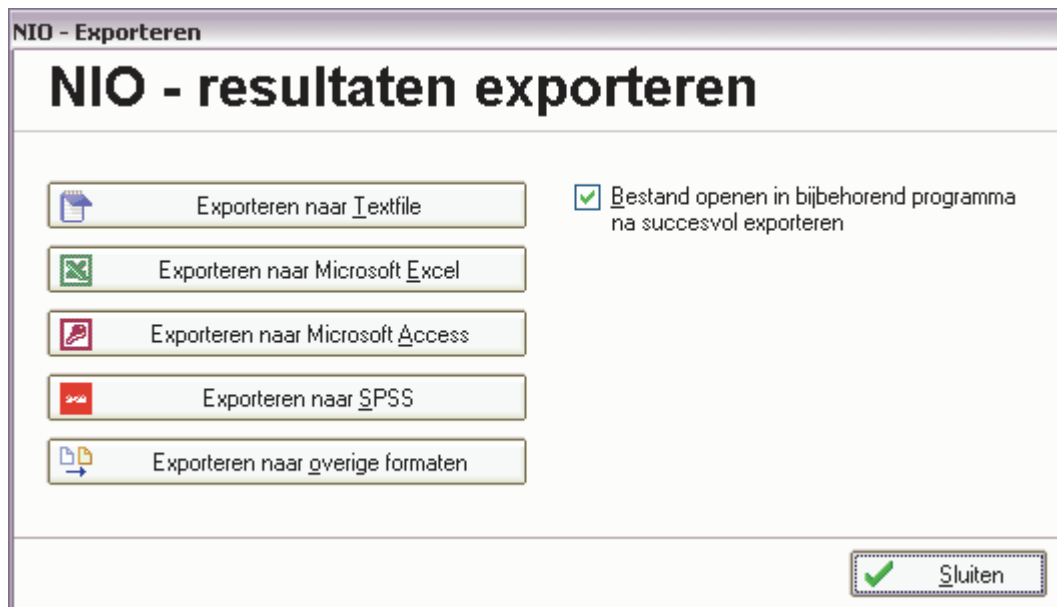 NIO - Exporteren
NIO - resultaten exporteren
Exporteren naar Textfile
Bestand openen in bijbehorend programma
na succesvol exporteren
Exporteren naar Microsoft Excel
Exporteren naar Microsoft Access
Exporteren naar SPSS
Exporteren naar overige formaten
Sluiten